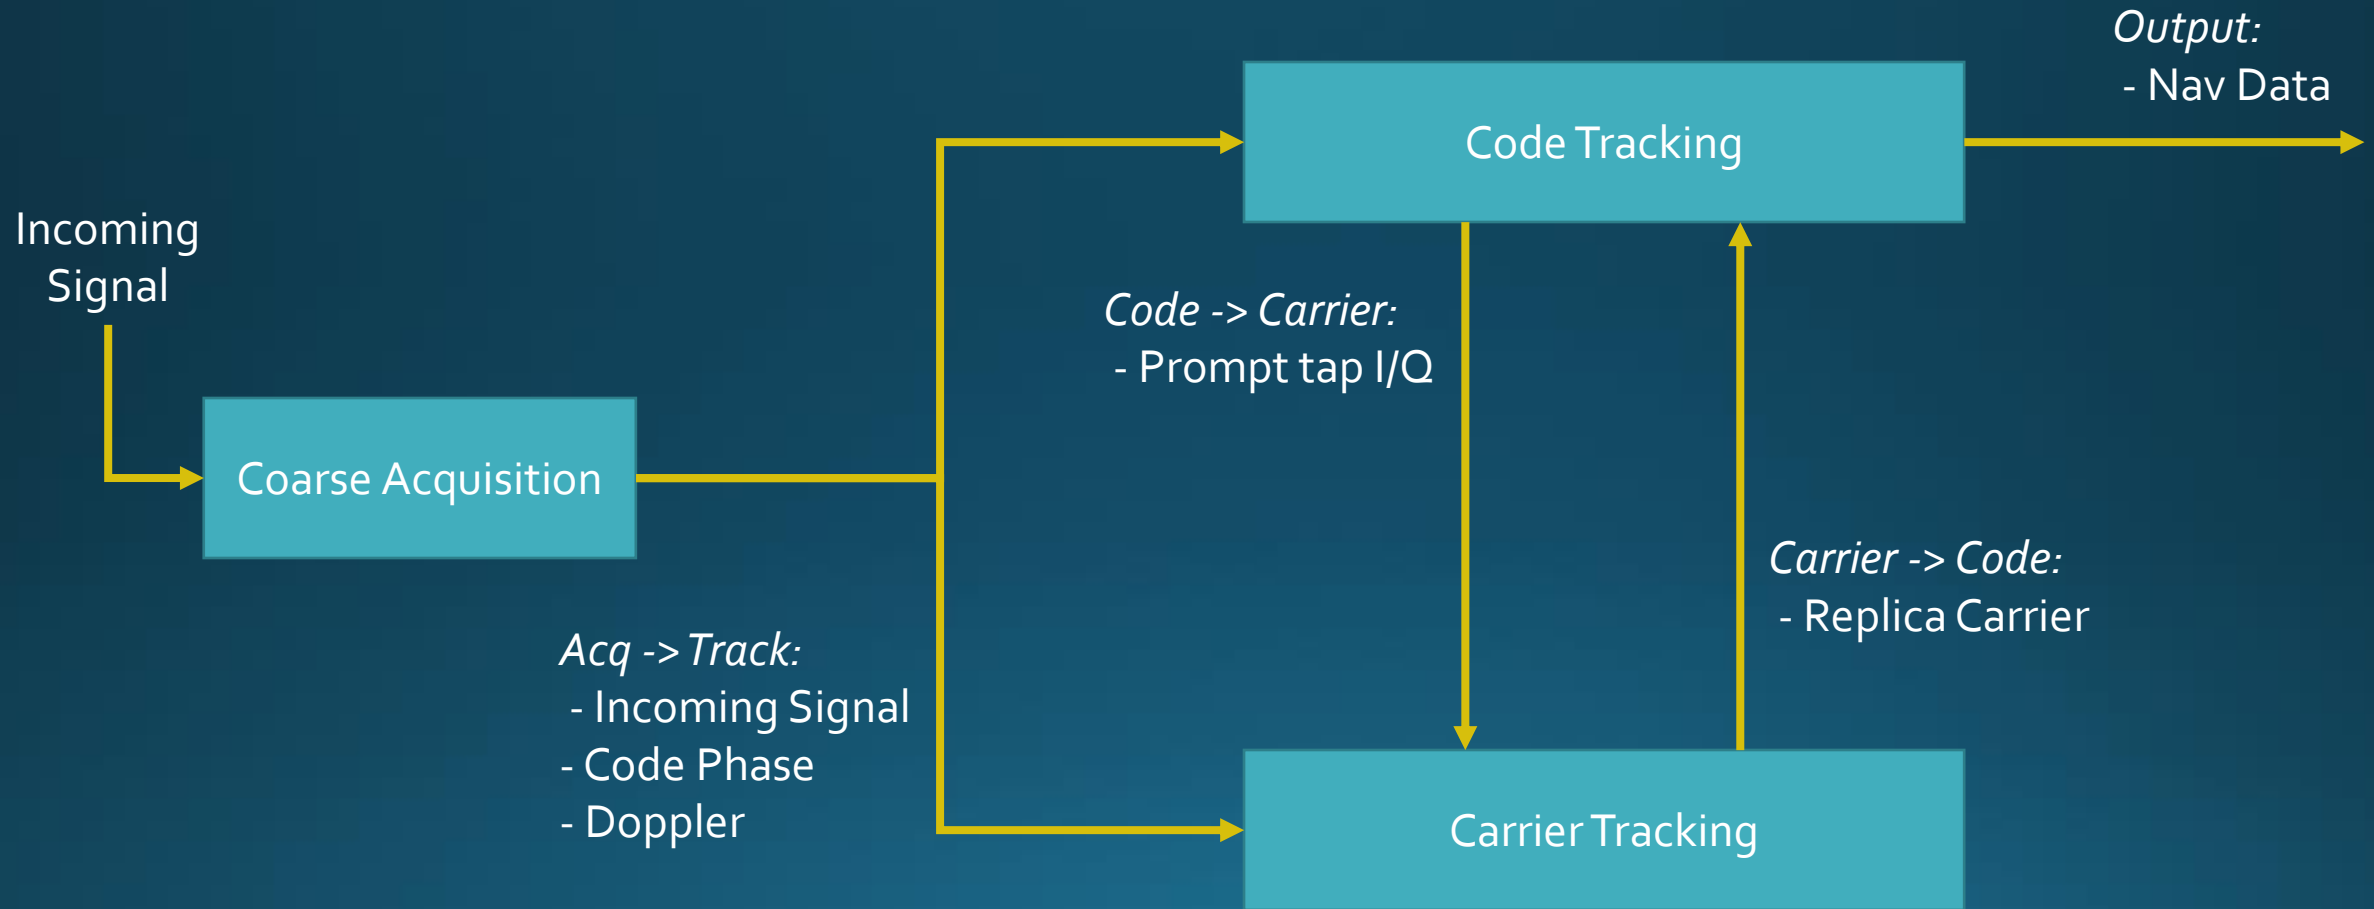 Output:
- Nav Data
Code Tracking
Incoming
Signal
Code -> Carrier:
- Prompt tap I/Q
Coarse Acquisition
Carrier -> Code:
- Replica Carrier
Acq -> Track:
- Incoming Signal
- Code Phase
- Doppler
Carrier Tracking